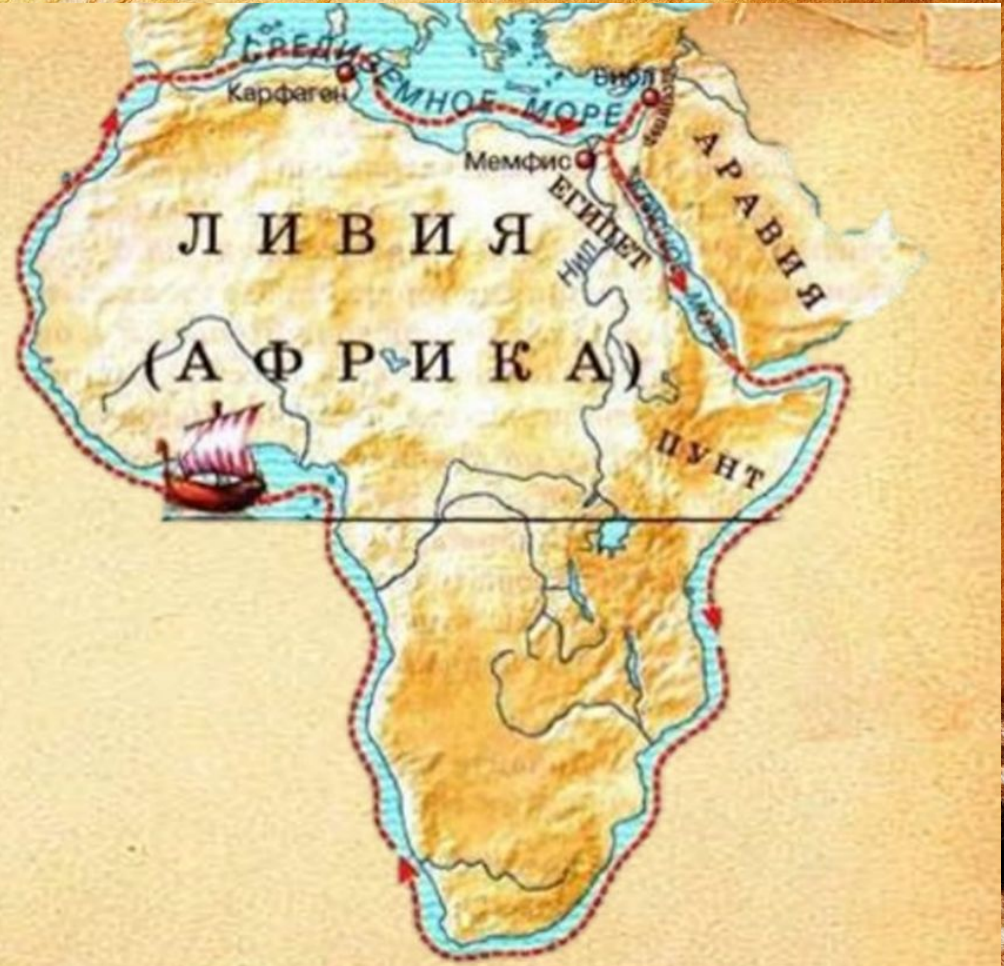 СРЕДИЗЕМНОЕ МОРЕ
Библ
Карфаген
Мемфис
ЕГИПЕТ
Нил
АРАВИЯ
ЛИВИЯ
(АФРИКА)
ПУНТ